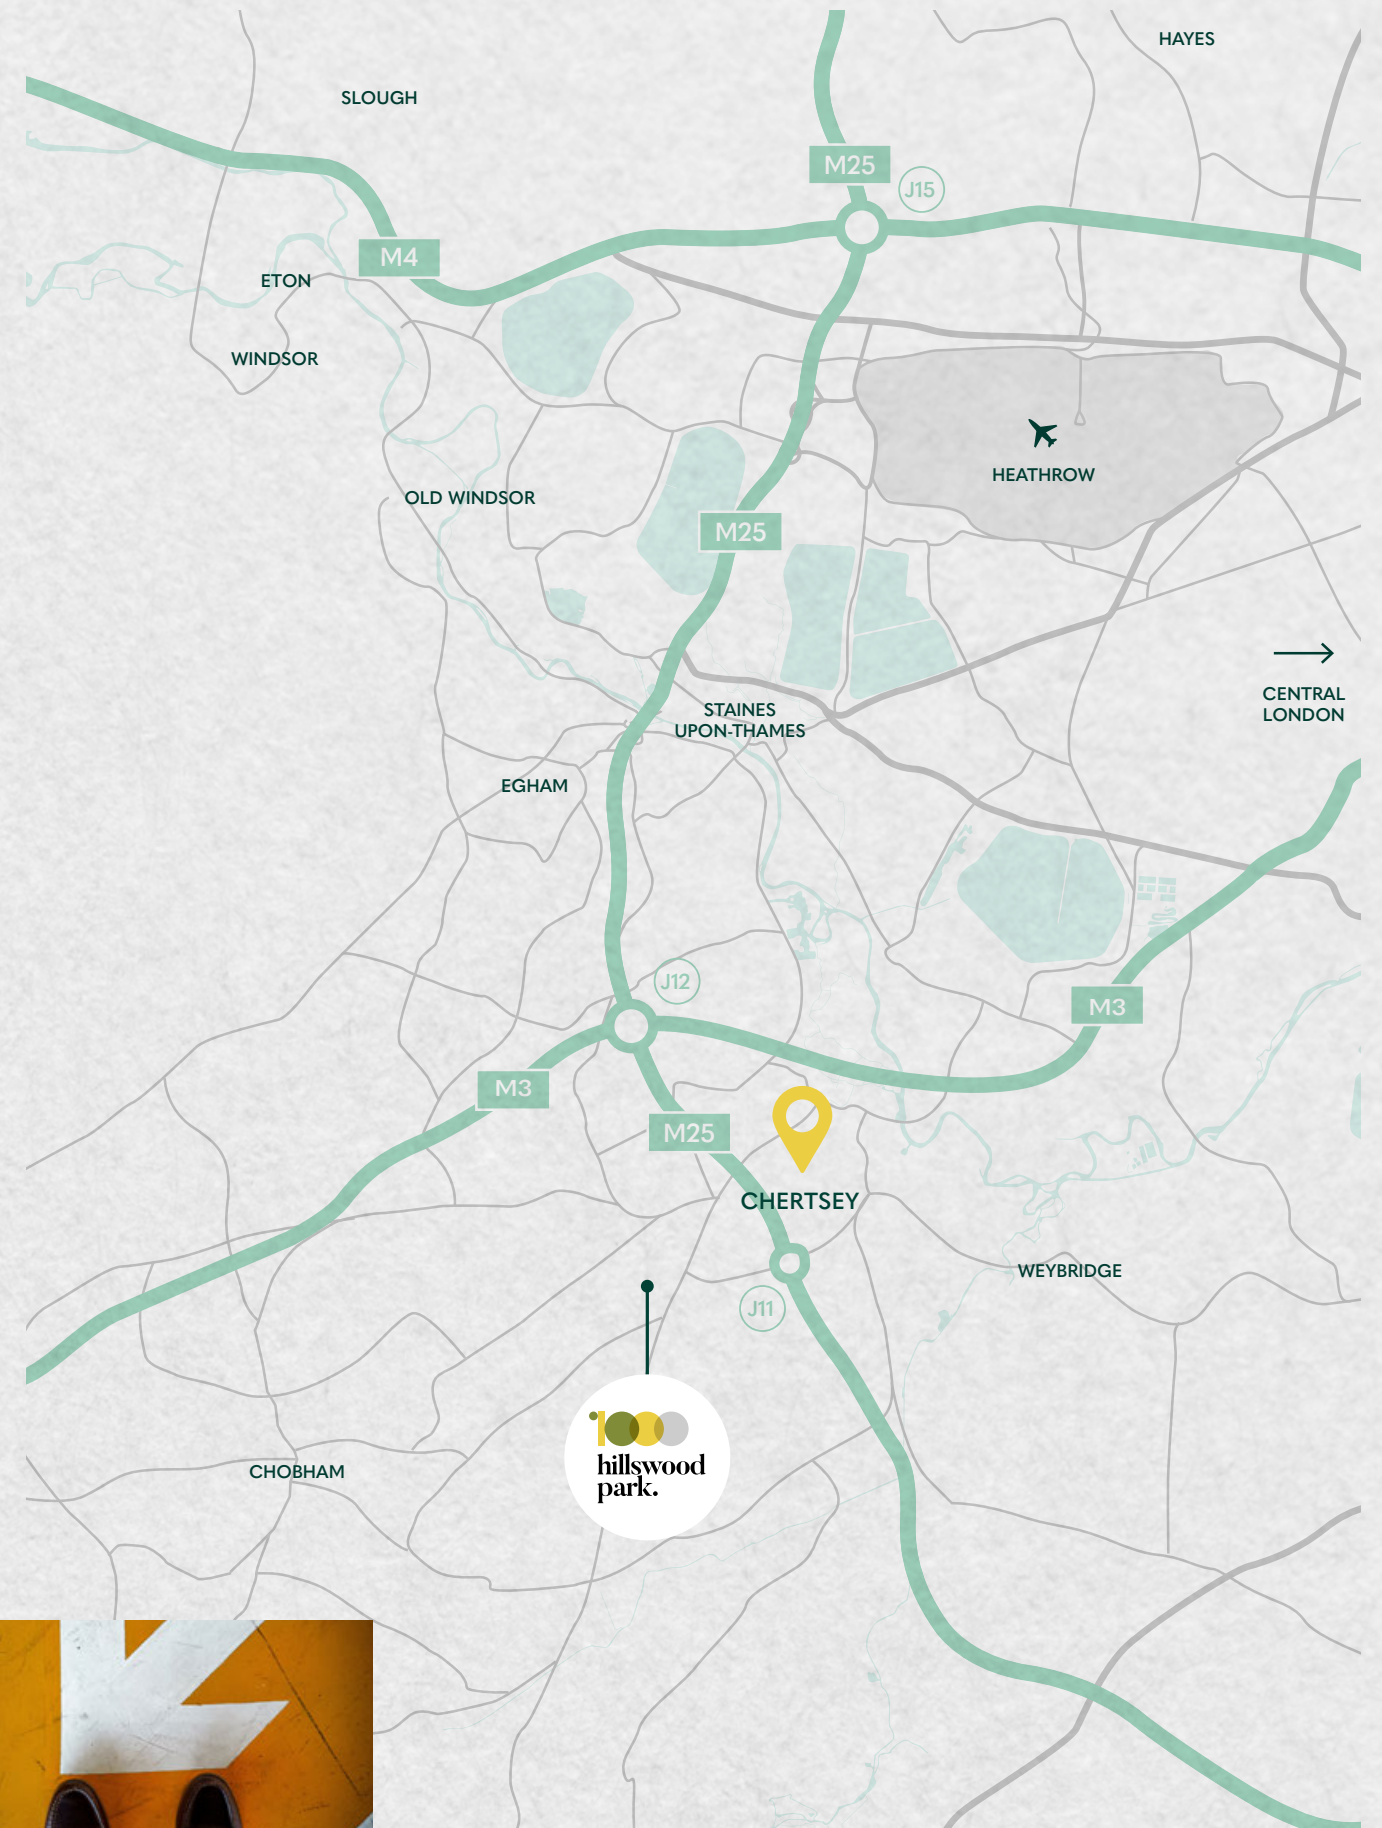 HAYES
SLOUGH
M25
J15
M4
ETON
WINDSOR
HEATHROW
OLD WINDSOR
M25
CENTRAL
LONDON
STAINES
UPON-THAMES
EGHAM
J12
M3
M3
M25
CHERTSEY
WEYBRIDGE
J11
1000
hillswood
park.
CHOBHAM